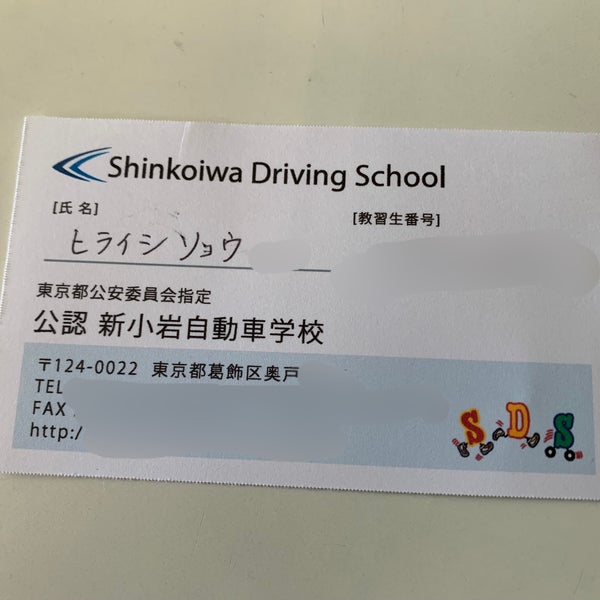 Shinkoiwa Driving School
[氏名]
[教習生番号]
ヒライシリョウ
東京都公安委員会指定
公認 新小岩自動車学校
〒124-0022 東京都葛飾区奥戸
TEL
FAX
http:/
SDS